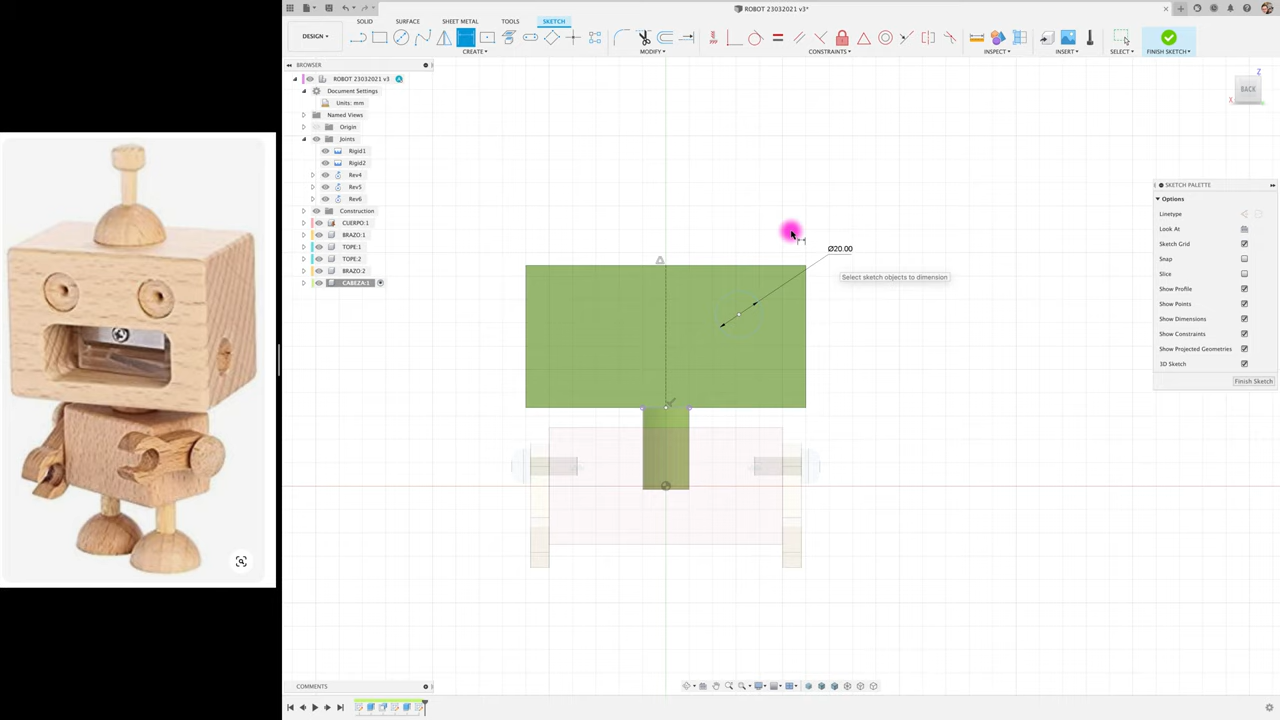 ROBOT 23032021 v3*
DESIGN
SOLID
SURFACE
SHEET METAL
TOOLS
SKETCH
CREATE
MODIFY
CONSTRAINTS
INSPECT
INSERT
SELECT
FINISH SKETCH
BROWSER
ROBOT 23032021 v3
Document Settings
Units: mm
Named Views
Origin
Joints
Rigid1
Rigid2
Rev4
Rev5
Rev6
Construction
CUERPO:1
BRAZO:1
TOPE:1
TOPE:2
BRAZO:2
CABEZA:1
Z
BACK
X
Ø20.00
Select sketch objects to dimension
SKETCH PALETTE
Options
Linetype
Look At
Sketch Grid
Snap
Slice
Show Profile
Show Points
Show Dimensions
Show Constraints
Show Projected Geometries
3D Sketch
Finish Sketch
COMMENTS